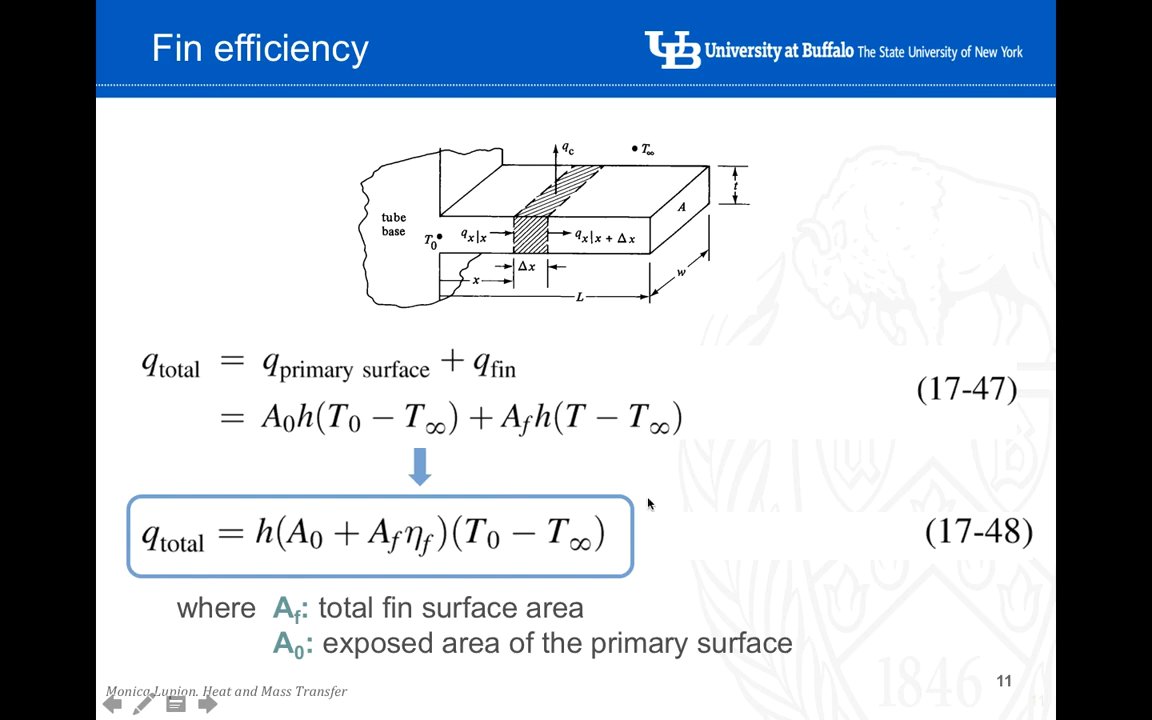 Fin efficiency
UB University at Buffalo The State University of New York
q_c
• T_∞
t
A
tube
base
T_0 •
q_x|x
q_x|x + Δx
Δx
x
w
L
q_total = q_primary surface + q_fin
(17-47)
= A_0h(T_0 − T_∞) + A_fh(T − T_∞)
q_total = h(A_0 + A_fη_f)(T_0 − T_∞)
(17-48)
where A_f: total fin surface area
A_0: exposed area of the primary surface
1846
11
Monica Lupion. Heat and Mass Transfer